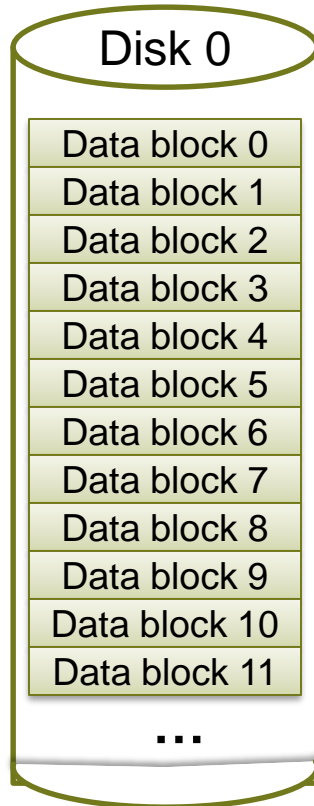 Disk 0
Data block 0
Data block 1
Data block 2
Data block 3
Data block 4
Data block 5
Data block 6
Data block 7
Data block 8
Data block 9
Data block 10
Data block 11
...